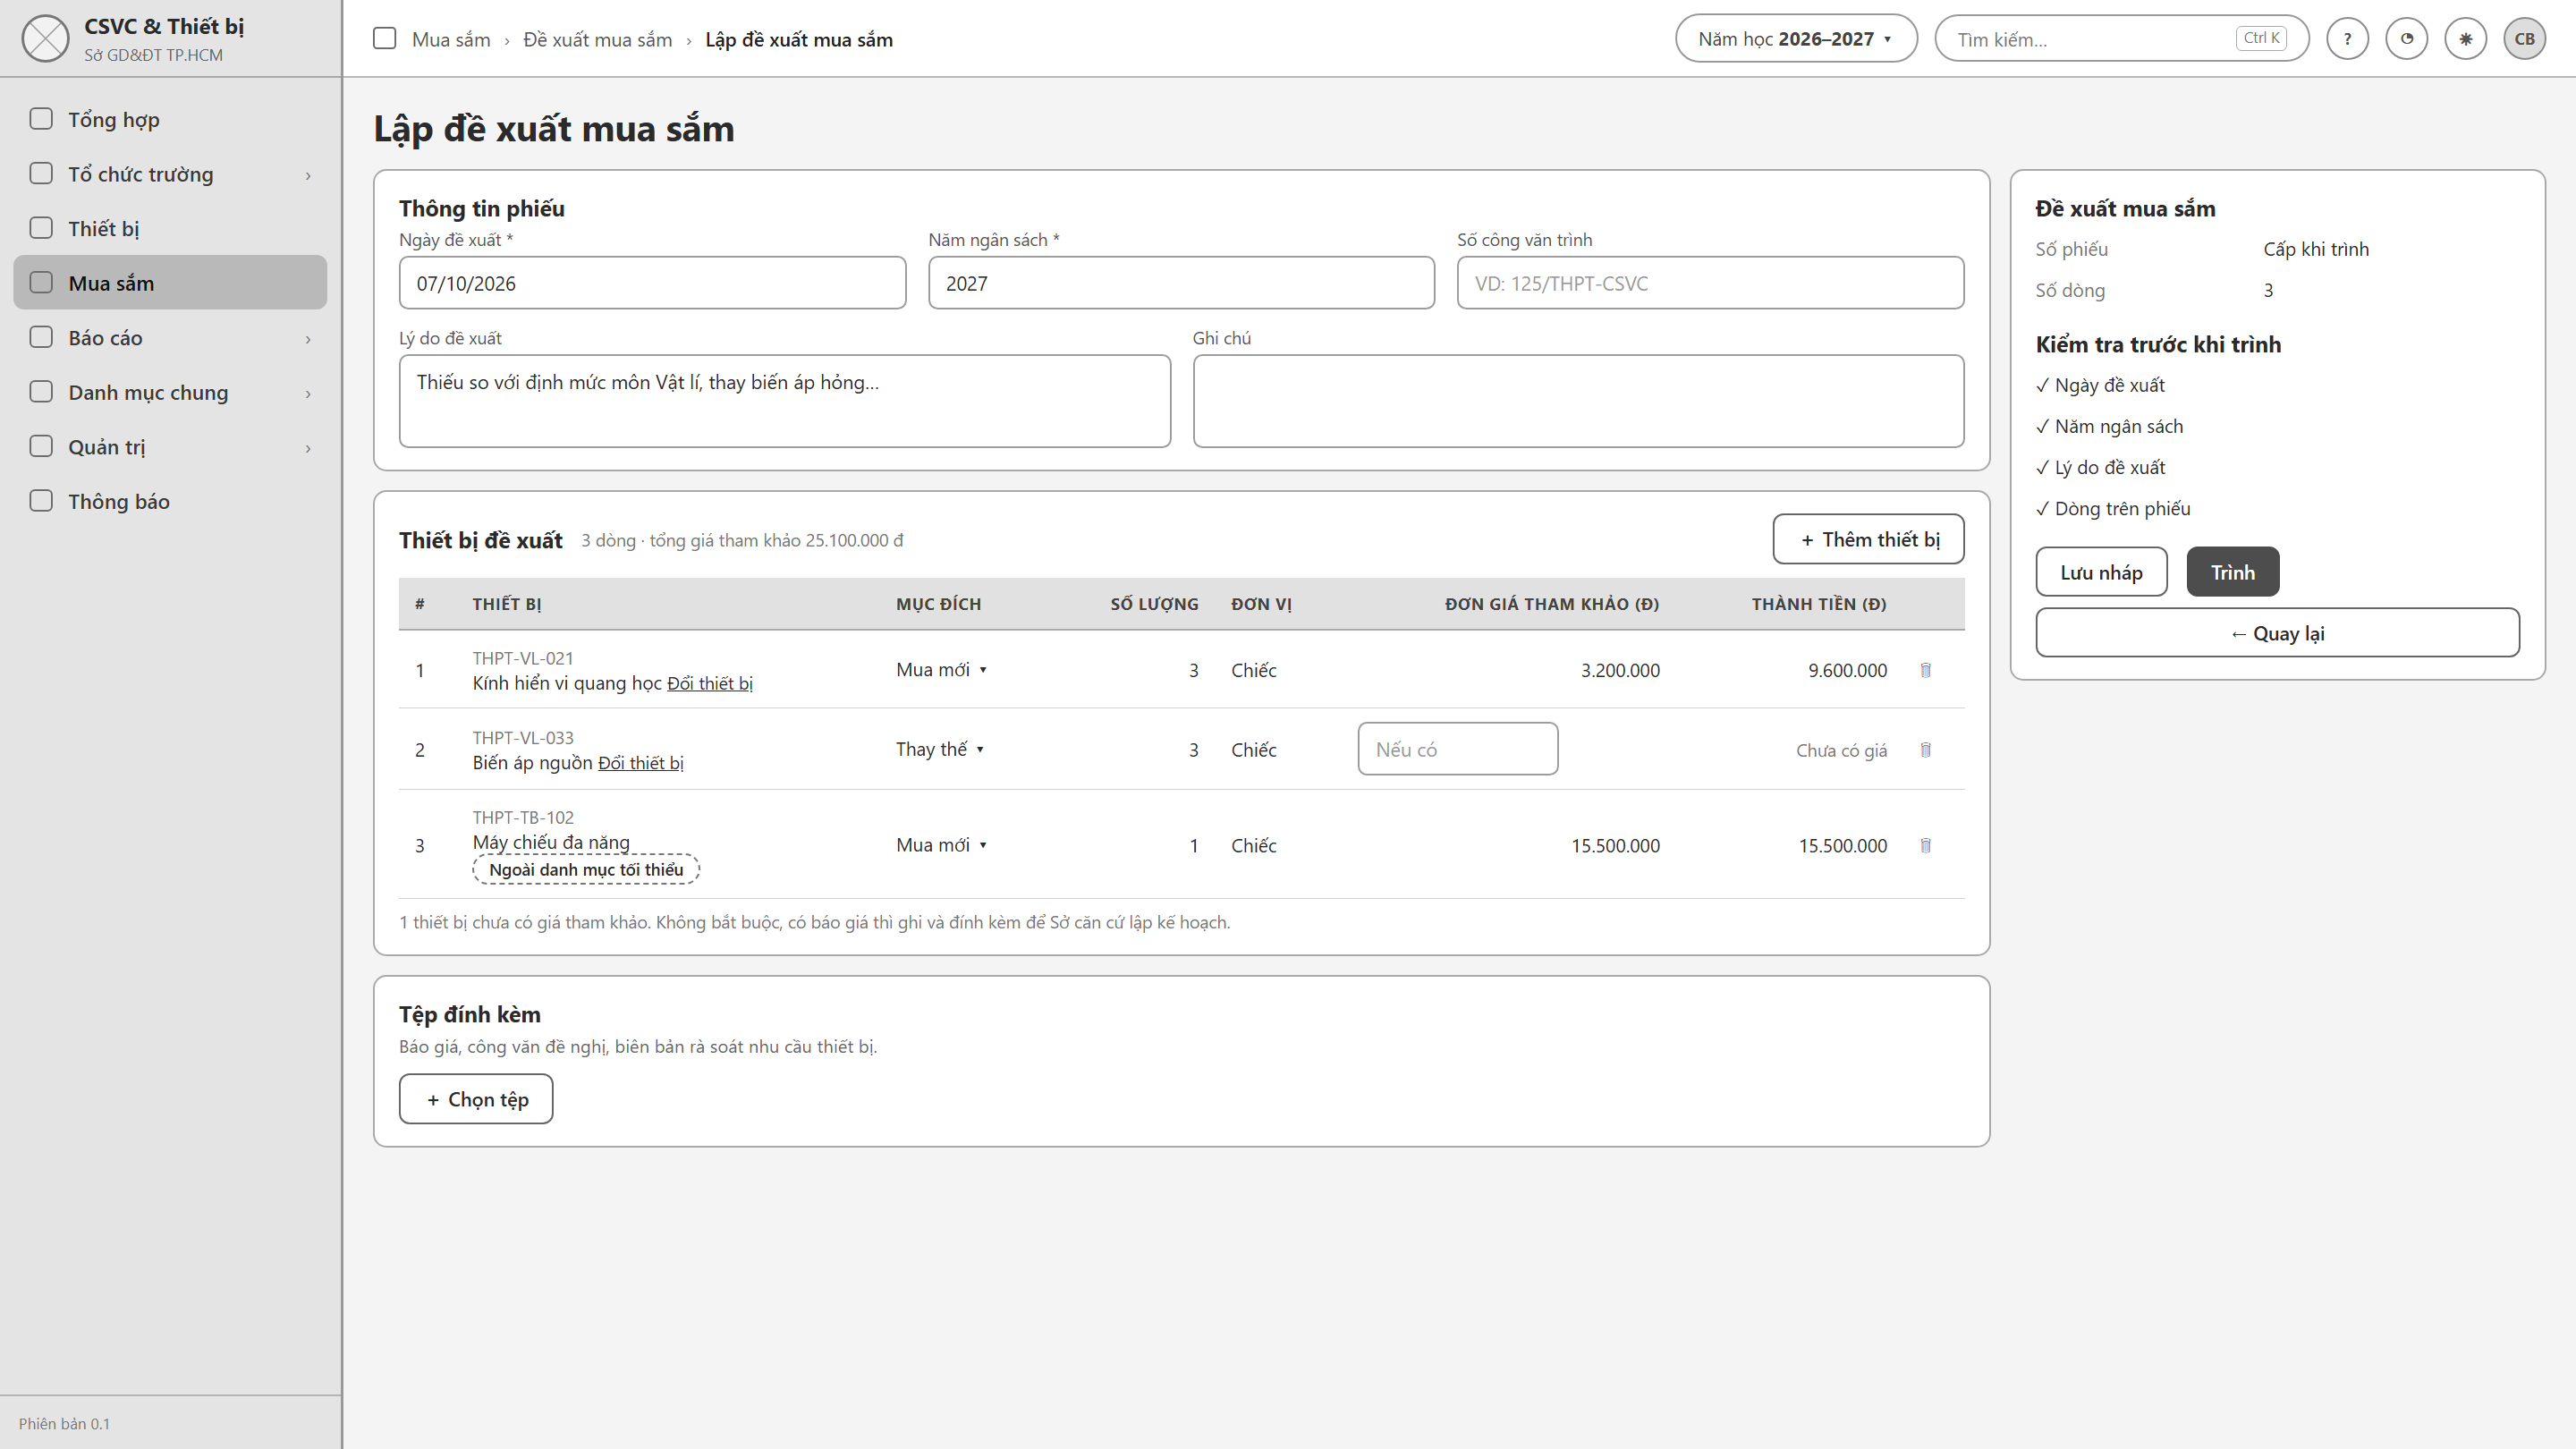 CSVC & Thiết bị
Sở GD&ĐT TP.HCM
Mua sắm › Đề xuất mua sắm › Lập đề xuất mua sắm
Năm học 2026–2027 ▾
Tìm kiếm... Ctrl K
?
CB
Tổng hợp
Tổ chức trường ›
Thiết bị
Mua sắm
Báo cáo ›
Danh mục chung ›
Quản trị ›
Thông báo
Phiên bản 0.1
Lập đề xuất mua sắm
Thông tin phiếu
Ngày đề xuất * Năm ngân sách * Số công văn trình
07/10/2026 2027 VD: 125/THPT-CSVC
Lý do đề xuất Ghi chú
Thiếu so với định mức môn Vật lí, thay biến áp hỏng...
Thiết bị đề xuất 3 dòng · tổng giá tham khảo 25.100.000 đ + Thêm thiết bị
# THIẾT BỊ MỤC ĐÍCH SỐ LƯỢNG ĐƠN VỊ ĐƠN GIÁ THAM KHẢO (Đ) THÀNH TIỀN (Đ)
THPT-VL-021
1 Kính hiển vi quang học Đổi thiết bị Mua mới ▾ 3 Chiếc 3.200.000 9.600.000
THPT-VL-033
2 Biến áp nguồn Đổi thiết bị Thay thế ▾ 3 Chiếc Nếu có Chưa có giá
THPT-TB-102
3 Máy chiếu đa năng Mua mới ▾ 1 Chiếc 15.500.000 15.500.000
Ngoài danh mục tối thiểu
1 thiết bị chưa có giá tham khảo. Không bắt buộc, có báo giá thì ghi và đính kèm để Sở căn cứ lập kế hoạch.
Tệp đính kèm
Báo giá, công văn đề nghị, biên bản rà soát nhu cầu thiết bị.
+ Chọn tệp
Đề xuất mua sắm
Số phiếu Cấp khi trình
Số dòng 3
Kiểm tra trước khi trình
✓ Ngày đề xuất
✓ Năm ngân sách
✓ Lý do đề xuất
✓ Dòng trên phiếu
Lưu nháp Trình
← Quay lại